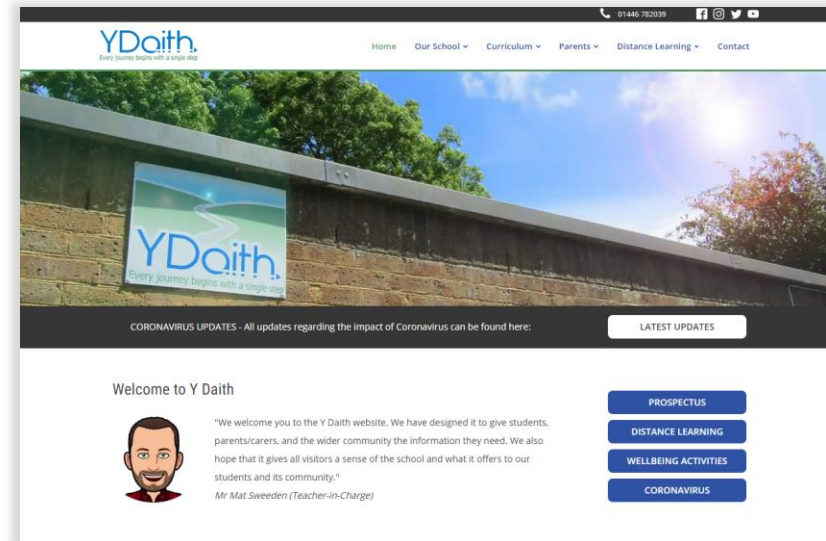 01446 782039
YDaith.
Every journey begins with a single step
Home Our School Curriculum Parents Distance Learning Contact
YDaith.
Every journey begins with a single step
CORONAVIRUS UPDATES - All updates regarding the impact of Coronavirus can be found here:
LATEST UPDATES
Welcome to Y Daith
"We welcome you to the Y Daith website. We have designed it to give students,
parents/carers, and the wider community the information they need. We also
hope that it gives all visitors a sense of the school and what it offers to our
students and its community."
Mr Mat Sweeden (Teacher-in-Charge)
PROSPECTUS
DISTANCE LEARNING
WELLBEING ACTIVITIES
CORONAVIRUS